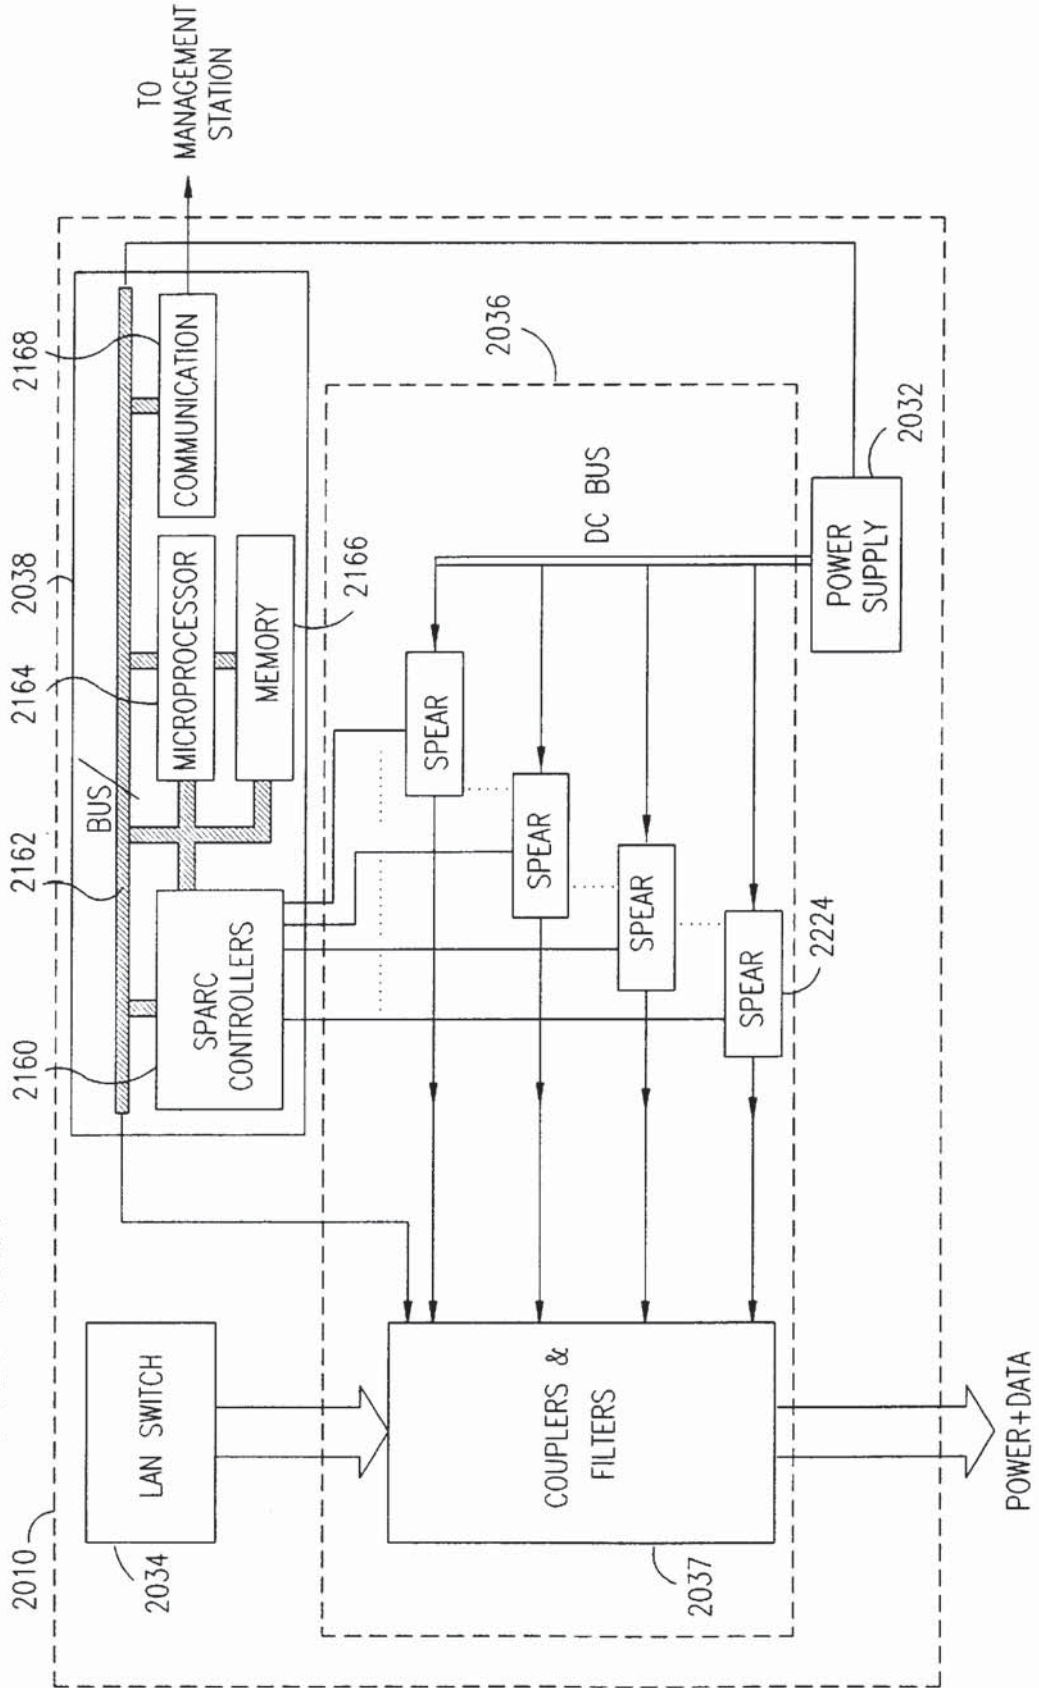 2010
2034
LAN SWITCH
2037
COUPLERS &
FILTERS
POWER+DATA
2160
2162
2164
2038
2168
BUS
SPARC
CONTROLLERS
MICROPROCESSOR
MEMORY
2166
COMMUNICATION
TO
MANAGEMENT
STATION
2036
SPEAR
SPEAR
SPEAR
SPEAR
2224
DC BUS
POWER
SUPPLY
2032